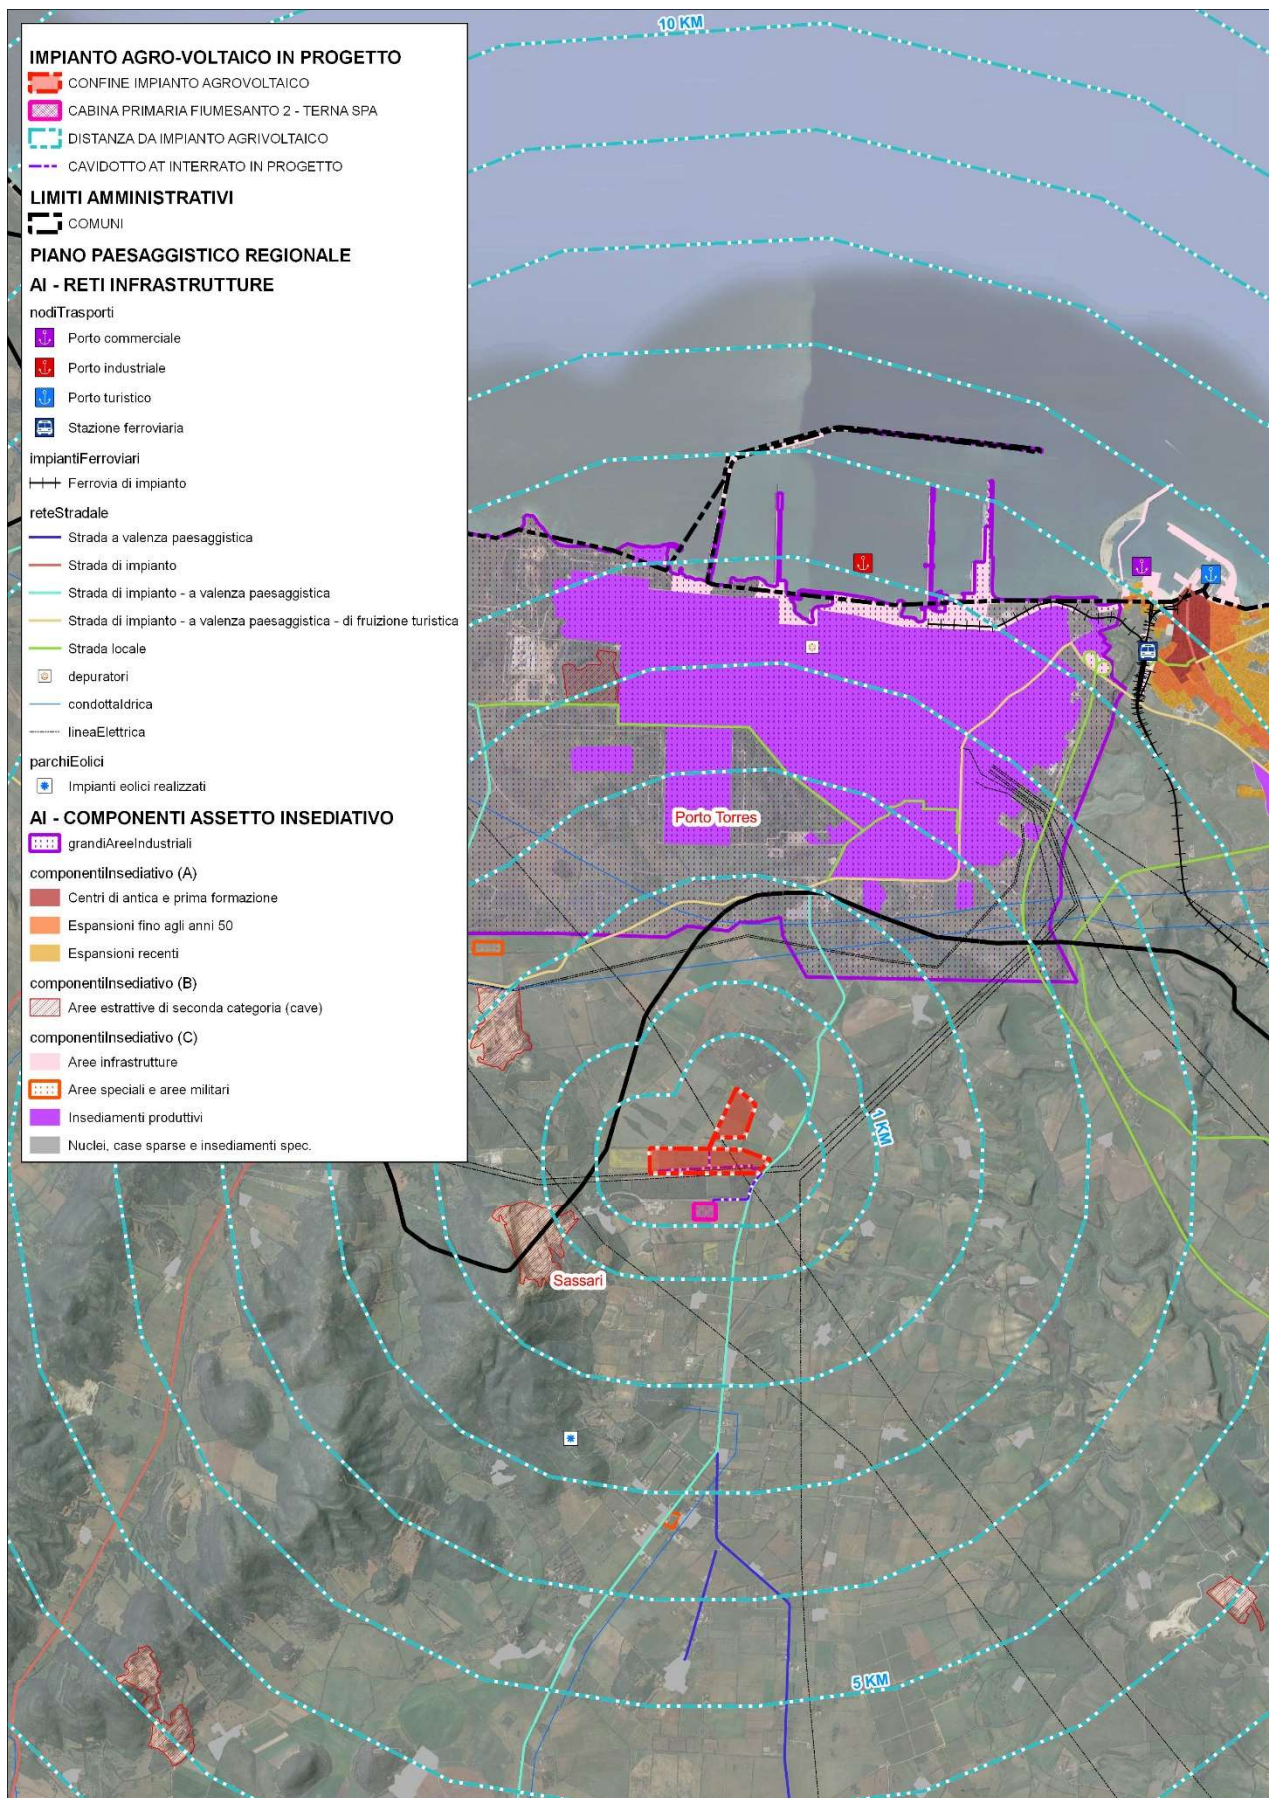 IMPIANTO AGRO-VOLTAICO IN PROGETTO
CONFINE IMPIANTO AGROVOLTAICO
CABINA PRIMARIA FIUMESANTO 2 - TERNA SPA
DISTANZA DA IMPIANTO AGRIVOLTAICO
CAVIDOTTO AT INTERRATO IN PROGETTO
LIMITI AMMINISTRATIVI
COMUNI
PIANO PAESAGGISTICO REGIONALE
AI - RETI INFRASTRUTTURE
nodiTrasporti
Porto commerciale
Porto industriale
Porto turistico
Stazione ferroviaria
impiantiFerroviari
Ferrovia di impianto
reteStradale
Strada a valenza paesaggistica
Strada di impianto
Strada di impianto - a valenza paesaggistica
Strada di impianto - a valenza paesaggistica - di fruizione turistica
Strada locale
depuratori
condottaIdrica
lineaElettrica
parchiEolici
Impianti eolici realizzati
AI - COMPONENTI ASSETTO INSEDIATIVO
grandiAreeIndustriali
componentiInsediativo (A)
Centri di antica e prima formazione
Espansioni fino agli anni 50
Espansioni recenti
componentiInsediativo (B)
Aree estrattive di seconda categoria (cave)
componentiInsediativo (C)
Aree infrastrutture
Aree speciali e aree militari
Insediamenti produttivi
Nuclei, case sparse e insediamenti spec.
10 KM
Porto Torres
1 KM
Sassari
5 KM